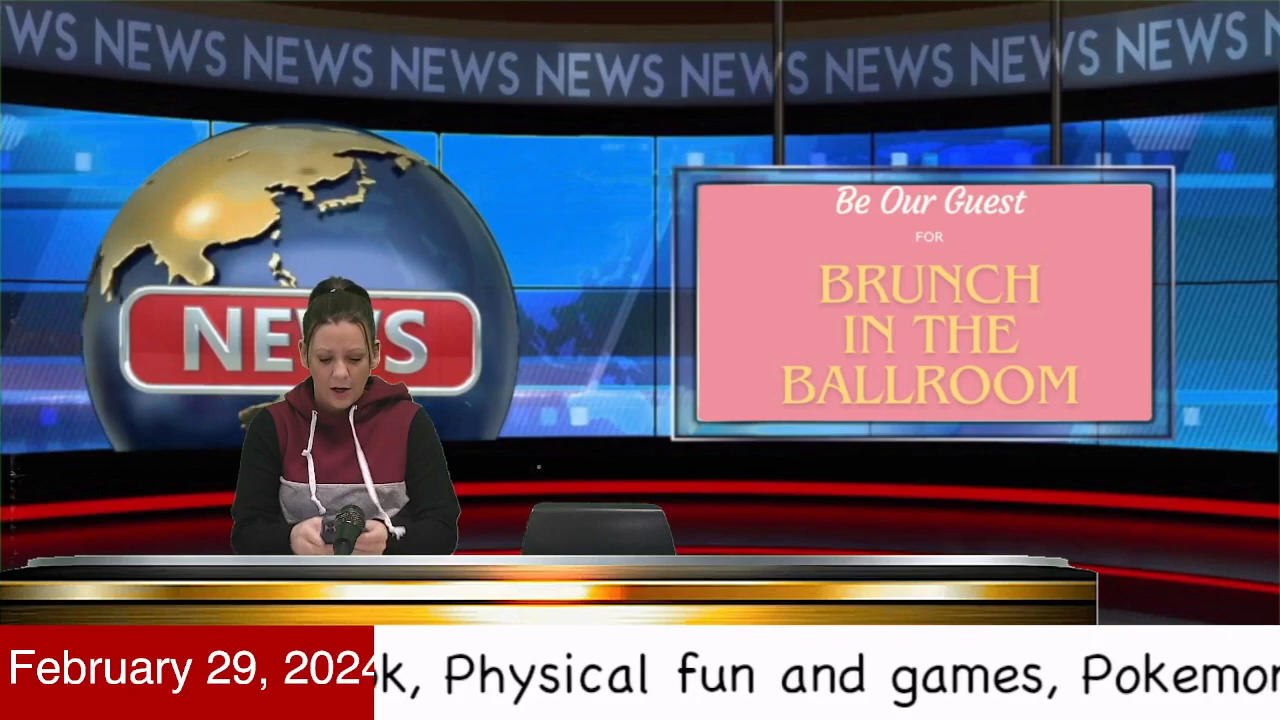 WS NEWS NEWS NEWS NEWS NEWS NEWS NEWS NEWS N
NEWS
Be Our Guest
FOR
BRUNCH
IN THE
BALLROOM
February 29, 2024
k, Physical fun and games, Pokemon